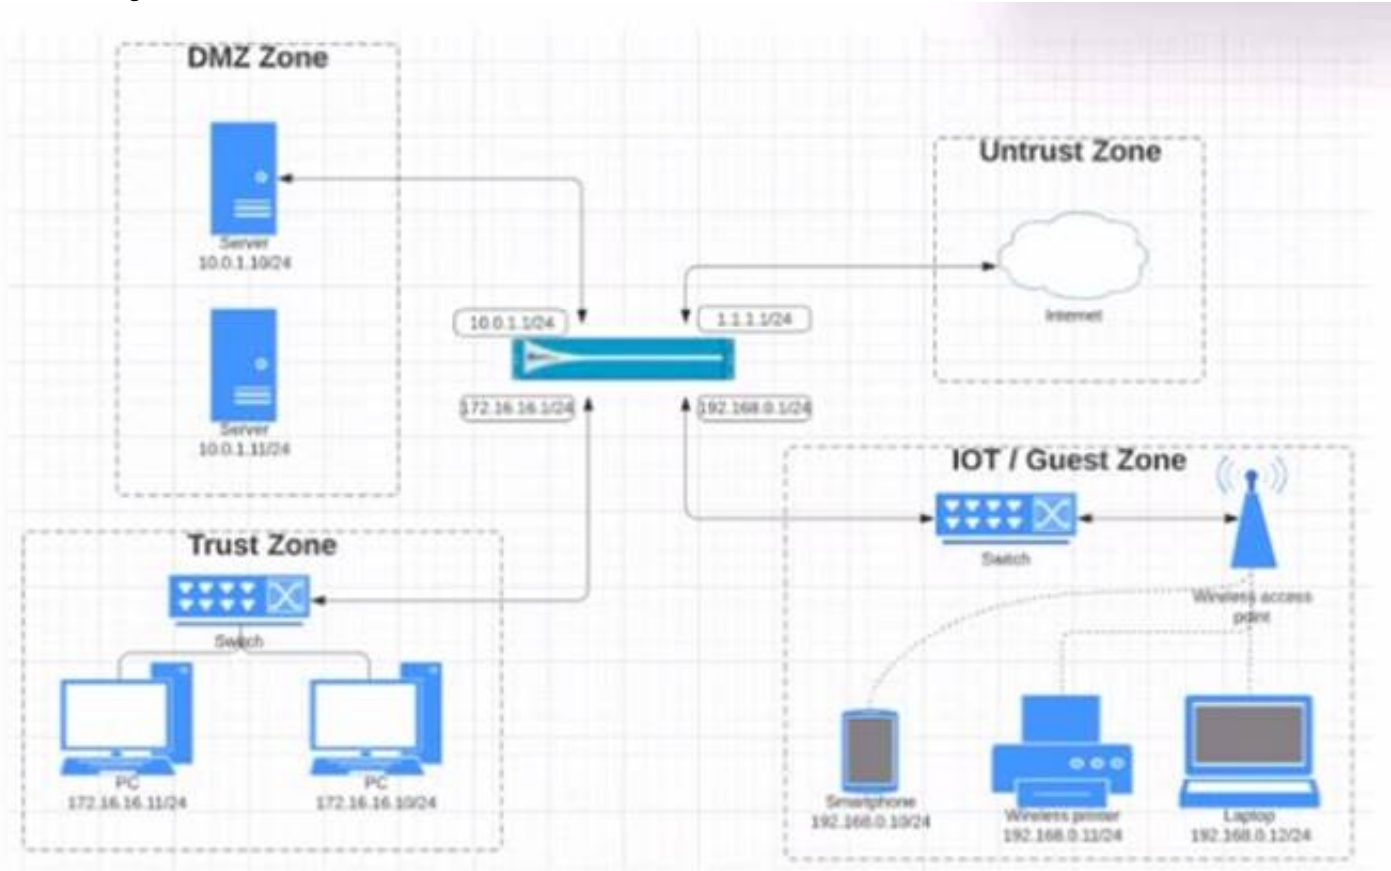 DMZ Zone
Server
10.0.1.10/24
Server
10.0.1.11/24
Untrust Zone
Internet
10.0.1.1/24
1.1.1.1/24
172.16.16.1/24
192.168.0.1/24
Trust Zone
Switch
PC
172.16.16.11/24
PC
172.16.16.10/24
IOT / Guest Zone
Switch
Wireless access
point
Smartphone
192.168.0.10/24
Wireless printer
192.168.0.11/24
Laptop
192.168.0.12/24